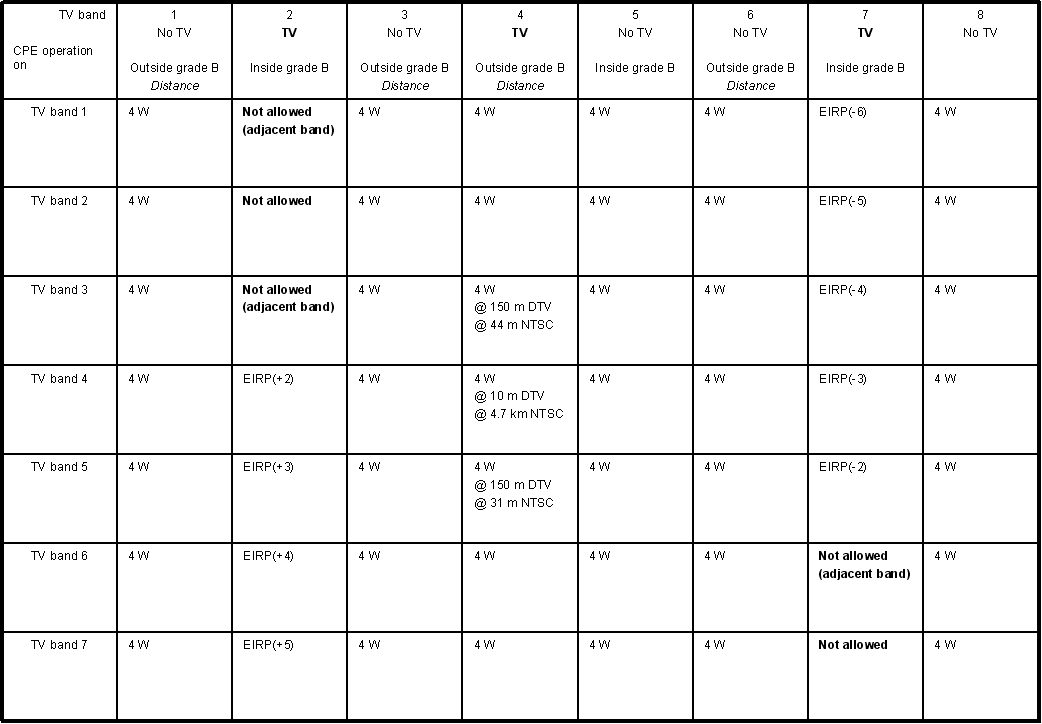 TV band
CPE operation
on
1
No TV
Outside grade B
Distance
2
TV
Inside grade B
3
No TV
Outside grade B
Distance
4
TV
Outside grade B
Distance
5
No TV
Inside grade B
6
No TV
Outside grade B
Distance
7
TV
Inside grade B
8
No TV
TV band 1
4 W
Not allowed
(adjacent band)
4 W
4 W
4 W
4 W
EIRP(-6)
4 W
TV band 2
4 W
Not allowed
4 W
4 W
4 W
4 W
EIRP(-5)
4 W
TV band 3
4 W
Not allowed
(adjacent band)
4 W
4 W
@ 150 m DTV
@ 44 m NTSC
4 W
4 W
EIRP(-4)
4 W
TV band 4
4 W
EIRP(+2)
4 W
4 W
@ 10 m DTV
@ 4.7 km NTSC
4 W
4 W
EIRP(-3)
4 W
TV band 5
4 W
EIRP(+3)
4 W
4 W
@ 150 m DTV
@ 31 m NTSC
4 W
4 W
EIRP(-2)
4 W
TV band 6
4 W
EIRP(+4)
4 W
4 W
4 W
4 W
Not allowed
(adjacent band)
4 W
TV band 7
4 W
EIRP(+5)
4 W
4 W
4 W
4 W
Not allowed
4 W